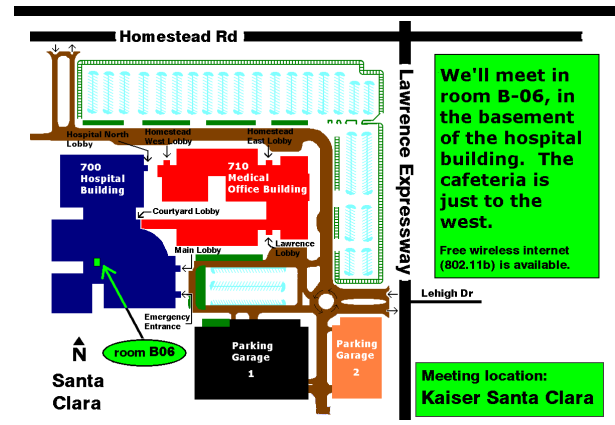 Homestead Rd
Lawrence Expressway
We'll meet in
room B-06, in
the basement
of the hospital
building.  The
cafeteria is
just to the
west.
Free wireless internet
(802.11b) is available.
Hospital North
Lobby
Homestead
West Lobby
Homestead
East Lobby
700
Hospital
Building
710
Medical
Office Building
Courtyard Lobby
Main Lobby
Lawrence
Lobby
Lehigh Dr
Emergency
Entrance
Parking
Garage
1
Parking
Garage
2
room B06
N
Santa
Clara
Meeting location:
Kaiser Santa Clara